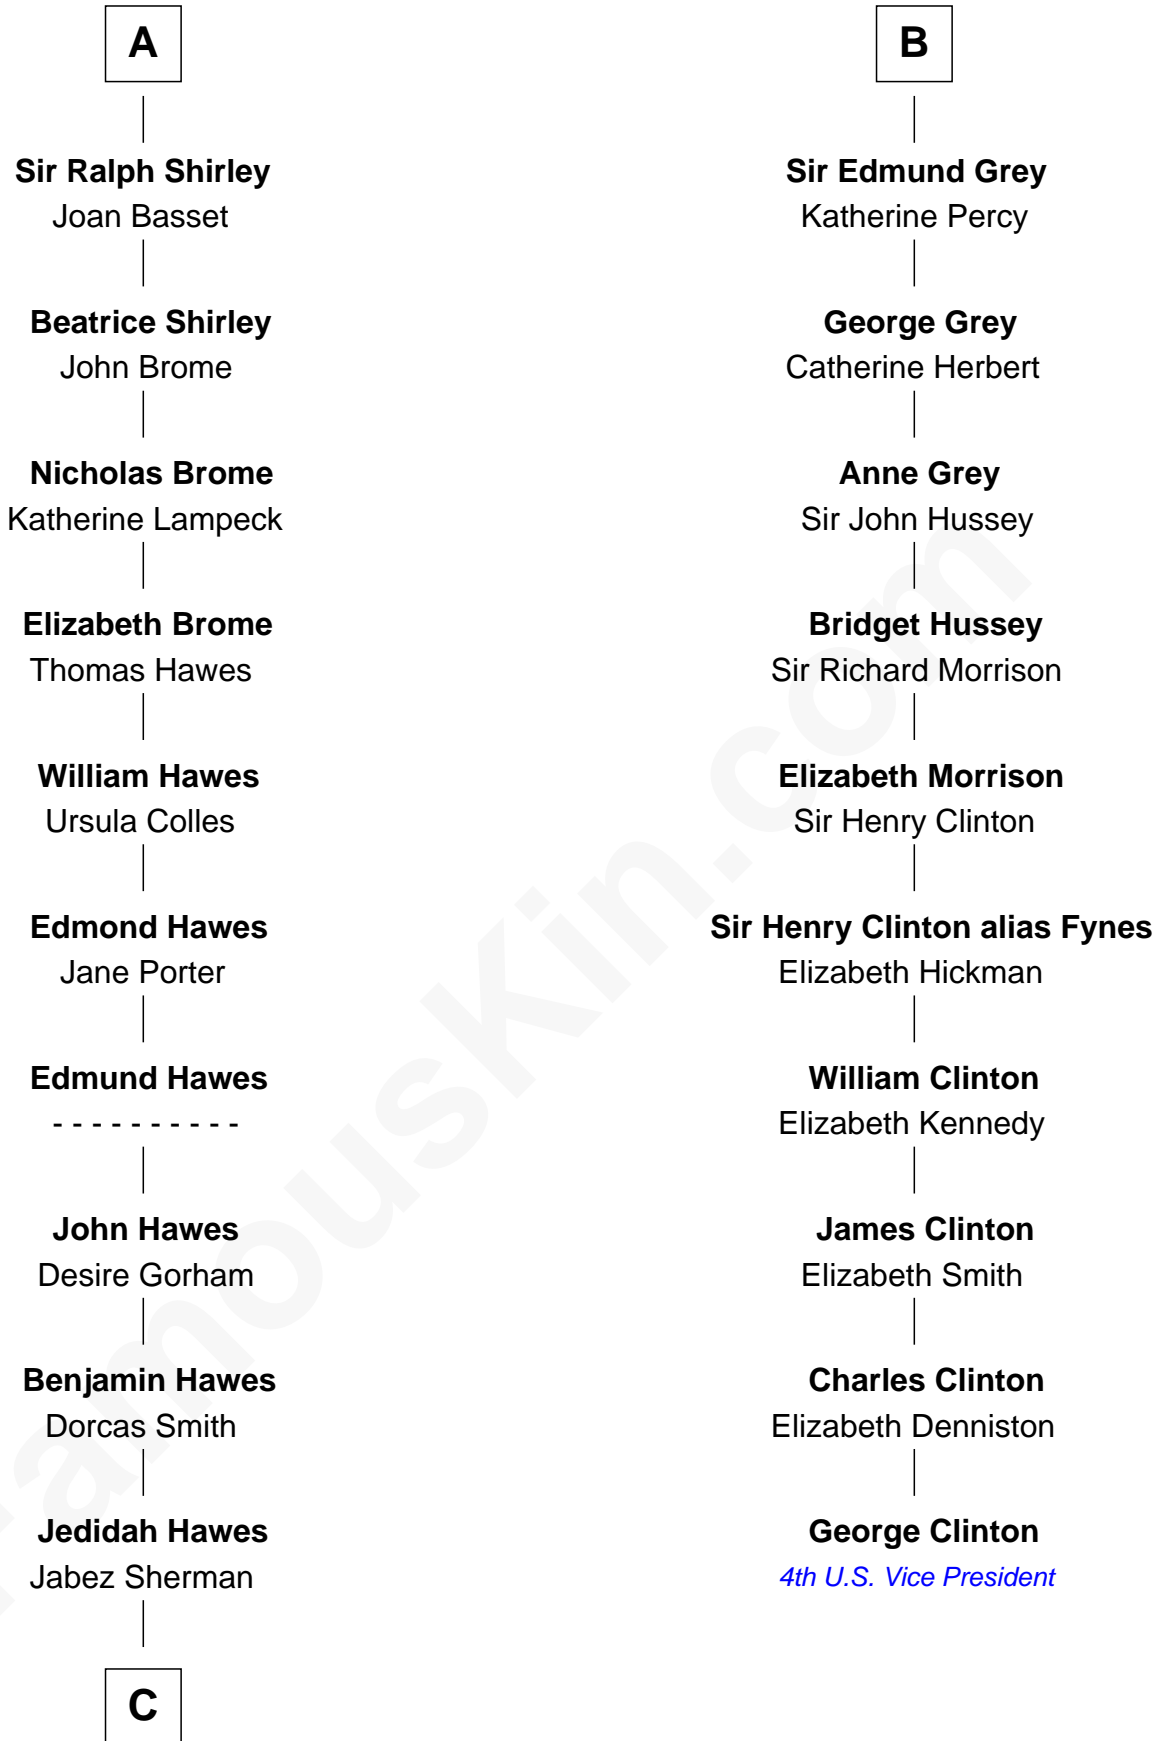 A
Sir Ralph Shirley
Joan Basset
Beatrice Shirley
John Brome
Nicholas Brome
Katherine Lampeck
Elizabeth Brome
Thomas Hawes
William Hawes
Ursula Colles
Edmond Hawes
Jane Porter
Edmund Hawes
- - - - - - - - - -
John Hawes
Desire Gorham
Benjamin Hawes
Dorcas Smith
Jedidah Hawes
Jabez Sherman
C
B
Sir Edmund Grey
Katherine Percy
George Grey
Catherine Herbert
Anne Grey
Sir John Hussey
Bridget Hussey
Sir Richard Morrison
Elizabeth Morrison
Sir Henry Clinton
Sir Henry Clinton alias Fynes
Elizabeth Hickman
William Clinton
Elizabeth Kennedy
James Clinton
Elizabeth Smith
Charles Clinton
Elizabeth Denniston
George Clinton
4th U.S. Vice President
FamousKin.com